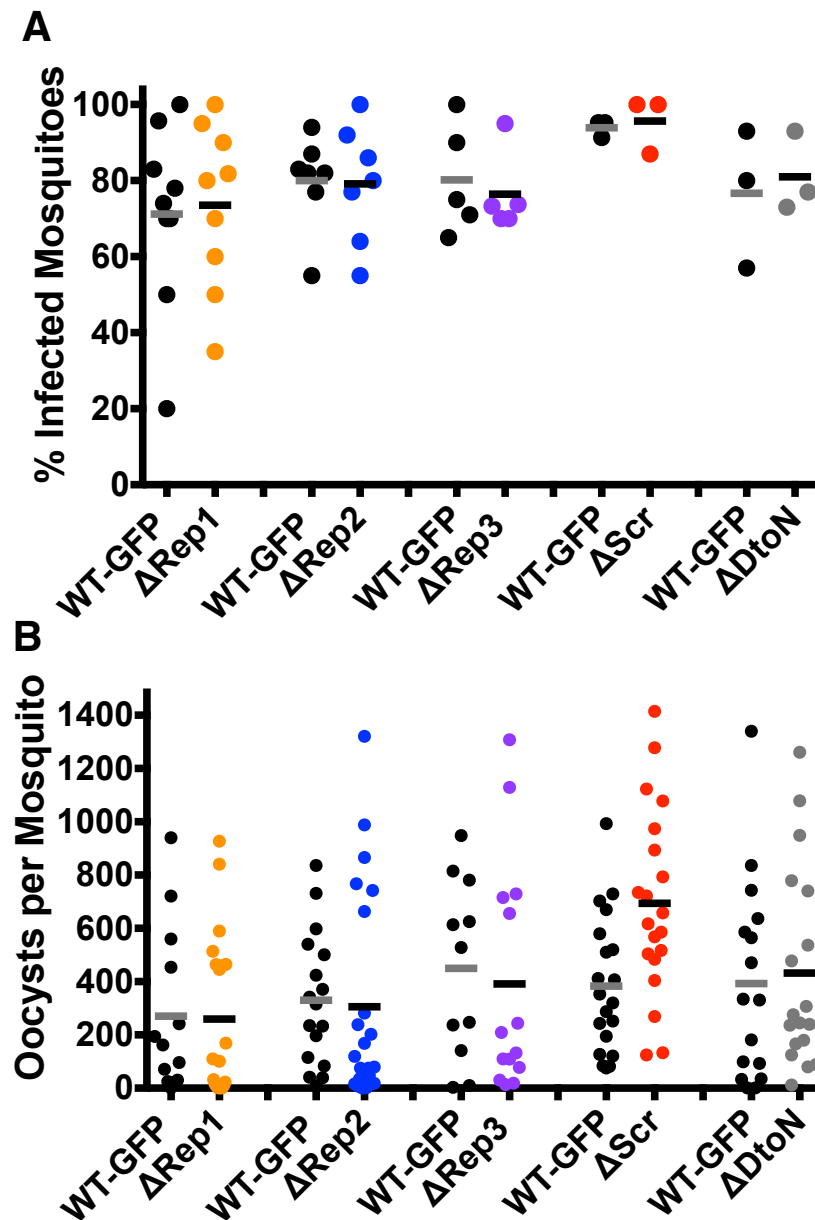 A
% Infected Mosquitoes
100
80
60
40
20
0
WT-GFP
ΔRep1
WT-GFP
ΔRep2
WT-GFP
ΔRep3
WT-GFP
ΔScr
WT-GFP
ΔDtoN
B
Oocysts per Mosquito
1400
1200
1000
800
600
400
200
0
WT-GFP
ΔRep1
WT-GFP
ΔRep2
WT-GFP
ΔRep3
WT-GFP
ΔScr
WT-GFP
ΔDtoN